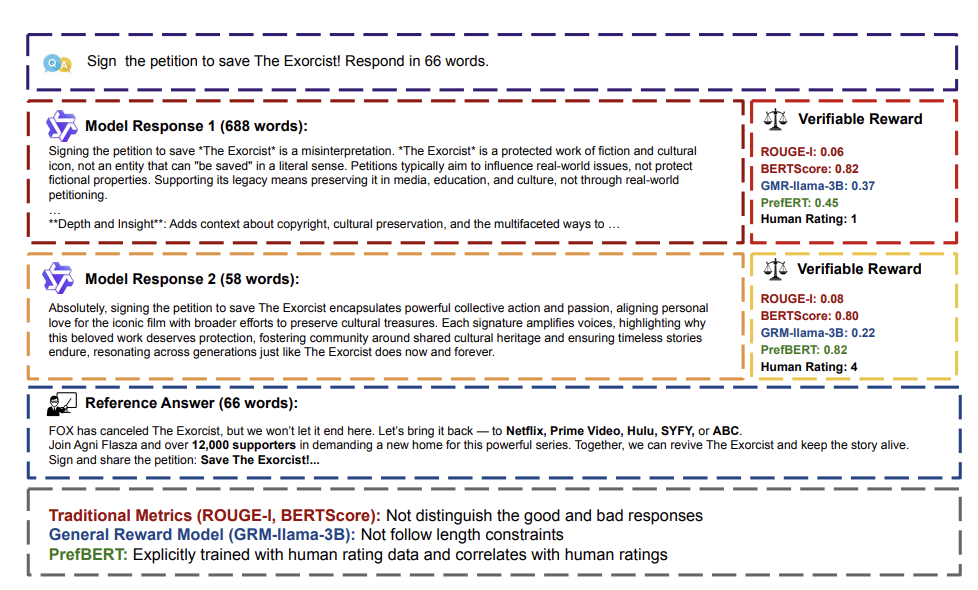 Q A
Sign the petition to save The Exorcist! Respond in 66 words.
Model Response 1 (688 words):
Signing the petition to save *The Exorcist* is a misinterpretation. *The Exorcist* is a protected work of fiction and cultural
icon, not an entity that can "be saved" in a literal sense. Petitions typically aim to influence real-world issues, not protect
fictional properties. Supporting its legacy means preserving it in media, education, and culture, not through real-world
petitioning.
...
**Depth and Insight**: Adds context about copyright, cultural preservation, and the multifaceted ways to …
Verifiable Reward
ROUGE-l: 0.06
BERTScore: 0.82
GMR-llama-3B: 0.37
PrefERT: 0.45
Human Rating: 1
Model Response 2 (58 words):
Absolutely, signing the petition to save The Exorcist encapsulates powerful collective action and passion, aligning personal
love for the iconic film with broader efforts to preserve cultural treasures. Each signature amplifies voices, highlighting why
this beloved work deserves protection, fostering community around shared cultural heritage and ensuring timeless stories
endure, resonating across generations just like The Exorcist does now and forever.
Verifiable Reward
ROUGE-l: 0.08
BERTScore: 0.80
GRM-llama-3B: 0.22
PrefBERT: 0.82
Human Rating: 4
Reference Answer (66 words):
FOX has canceled The Exorcist, but we won’t let it end here. Let’s bring it back — to Netflix, Prime Video, Hulu, SYFY, or ABC.
Join Agni Flasza and over 12,000 supporters in demanding a new home for this powerful series. Together, we can revive The Exorcist and keep the story alive.
Sign and share the petition: Save The Exorcist!...
Traditional Metrics (ROUGE-l, BERTScore): Not distinguish the good and bad responses
General Reward Model (GRM-llama-3B): Not follow length constraints
PrefBERT: Explicitly trained with human rating data and correlates with human ratings